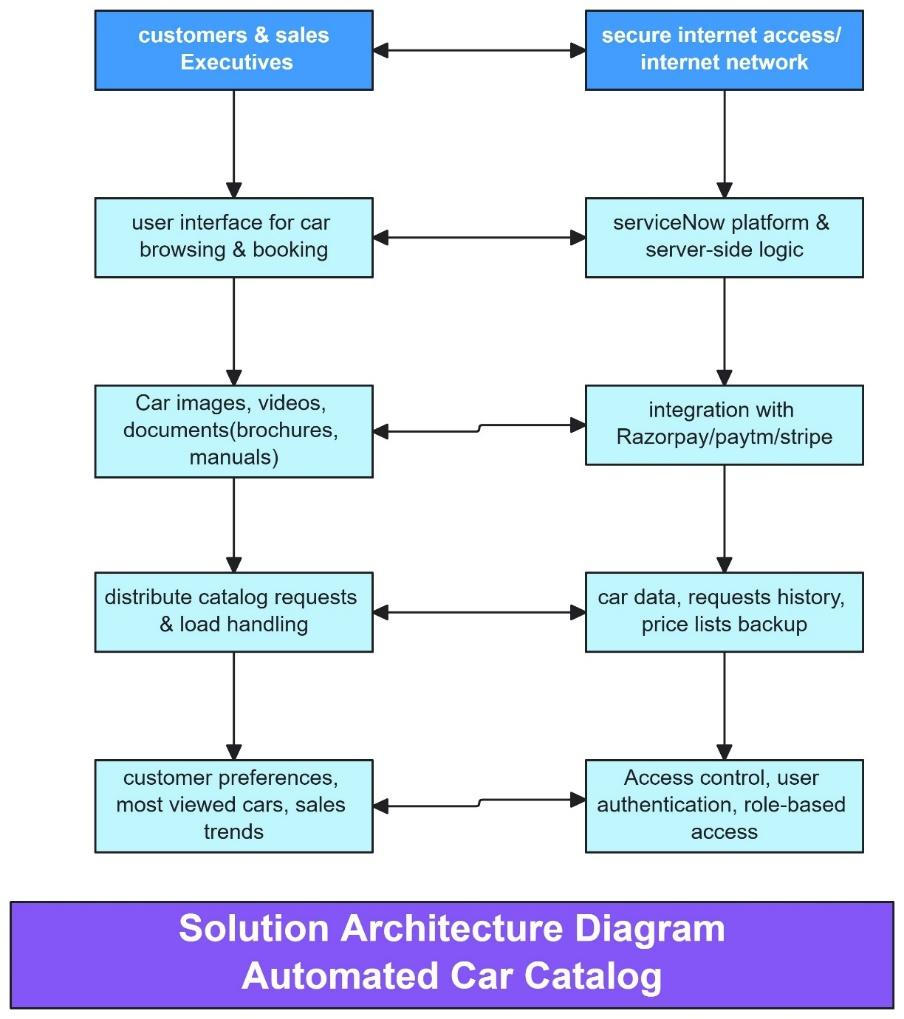 customers & sales
Executives
secure internet access/
internet network
user interface for car
browsing & booking
serviceNow platform &
server-side logic
Car images, videos,
documents(brochures,
manuals)
integration with
Razorpay/paytm/stripe
distribute catalog requests
& load handling
car data, requests history,
price lists backup
customer preferences,
most viewed cars, sales
trends
Access control, user
authentication, role-based
access
Solution Architecture Diagram
Automated Car Catalog